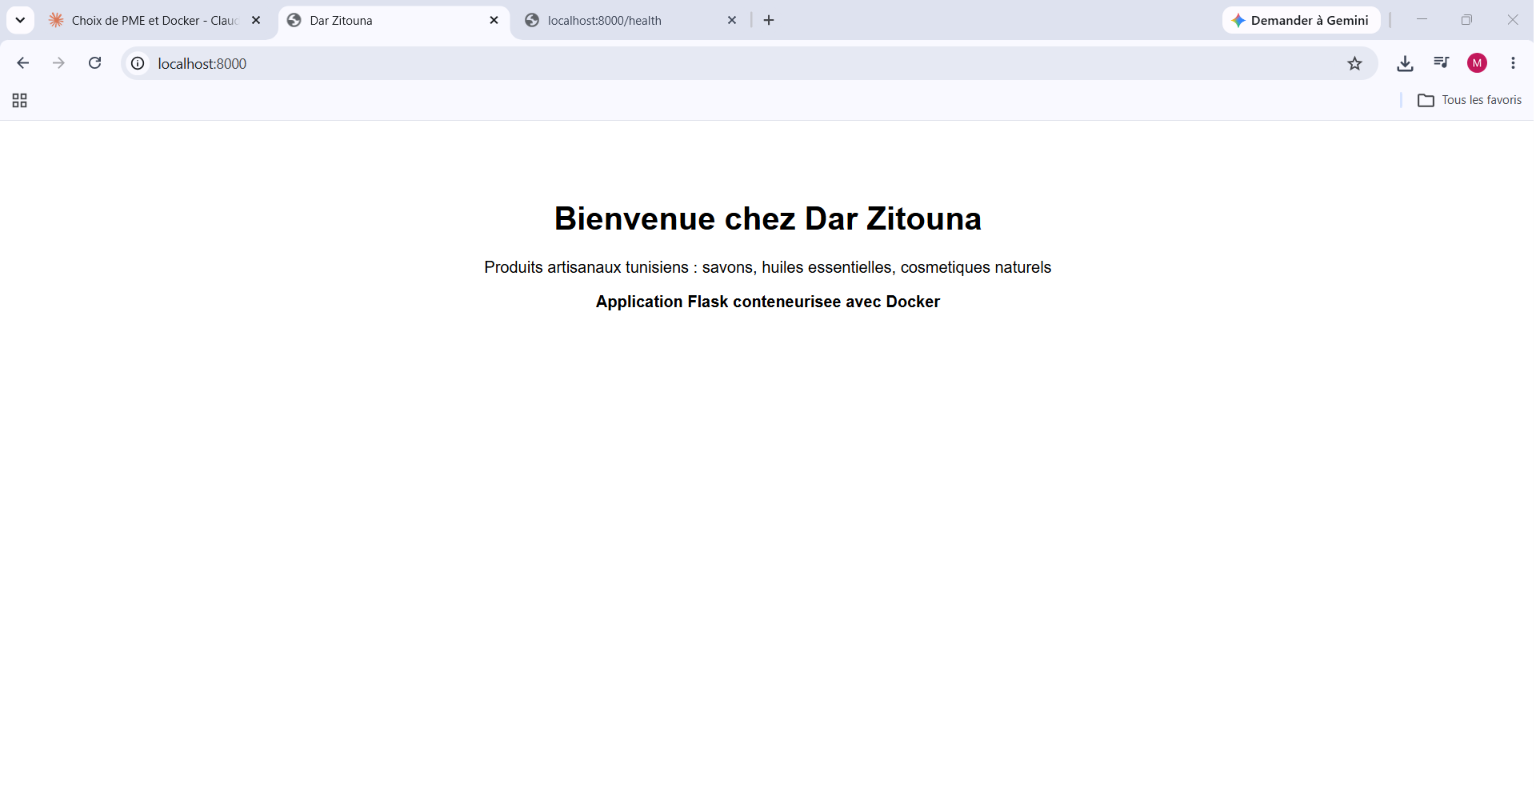 Choix de PME et Docker - Clauc
Dar Zitouna
localhost:8000/health
Demander à Gemini
localhost:8000
M
Tous les favoris
Bienvenue chez Dar Zitouna
Produits artisanaux tunisiens : savons, huiles essentielles, cosmetiques naturels
Application Flask conteneurisee avec Docker